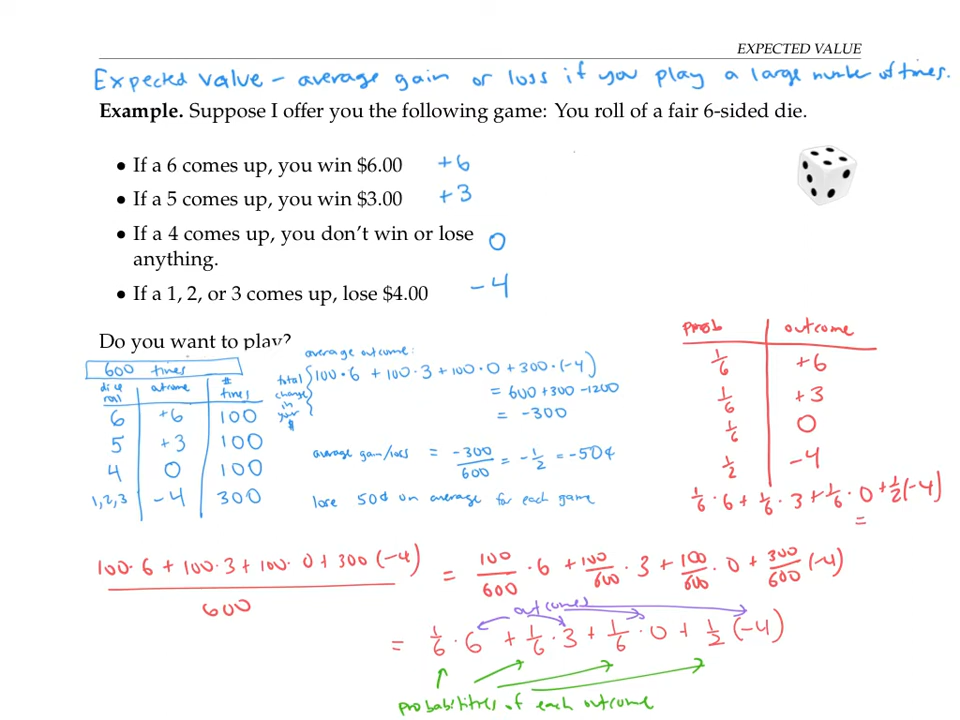 EXPECTED VALUE
Expected value - average gain or loss if you play a large number of times.
Example. Suppose I offer you the following game: You roll of a fair 6-sided die.
• If a 6 comes up, you win $6.00 +6
• If a 5 comes up, you win $3.00 +3
• If a 4 comes up, you don't win or lose 0
anything.
• If a 1, 2, or 3 comes up, lose $4.00 -4
Do you want to play?
600 times
die roll outcome # times
6 +6 100
5 +3 100
4 0 100
1,2,3 -4 300
average outcome:
total change in your $ { 100·6 + 100·3 + 100·0 + 300·(-4)
= 600 + 300 - 1200
= -300
average gain/loss = -300/600 = -1/2 = -50¢
lose 50¢ on average for each game
prob outcome
1/6 +6
1/6 +3
1/6 0
1/2 -4
1/6·6 + 1/6·3 + 1/6·0 + 1/2(-4)
=
100·6 + 100·3 + 100·0 + 300(-4) / 600 = 100/600·6 + 100/600·3 + 100/600·0 + 300/600(-4)
outcomes
= 1/6·6 + 1/6·3 + 1/6·0 + 1/2(-4)
probabilities of each outcome